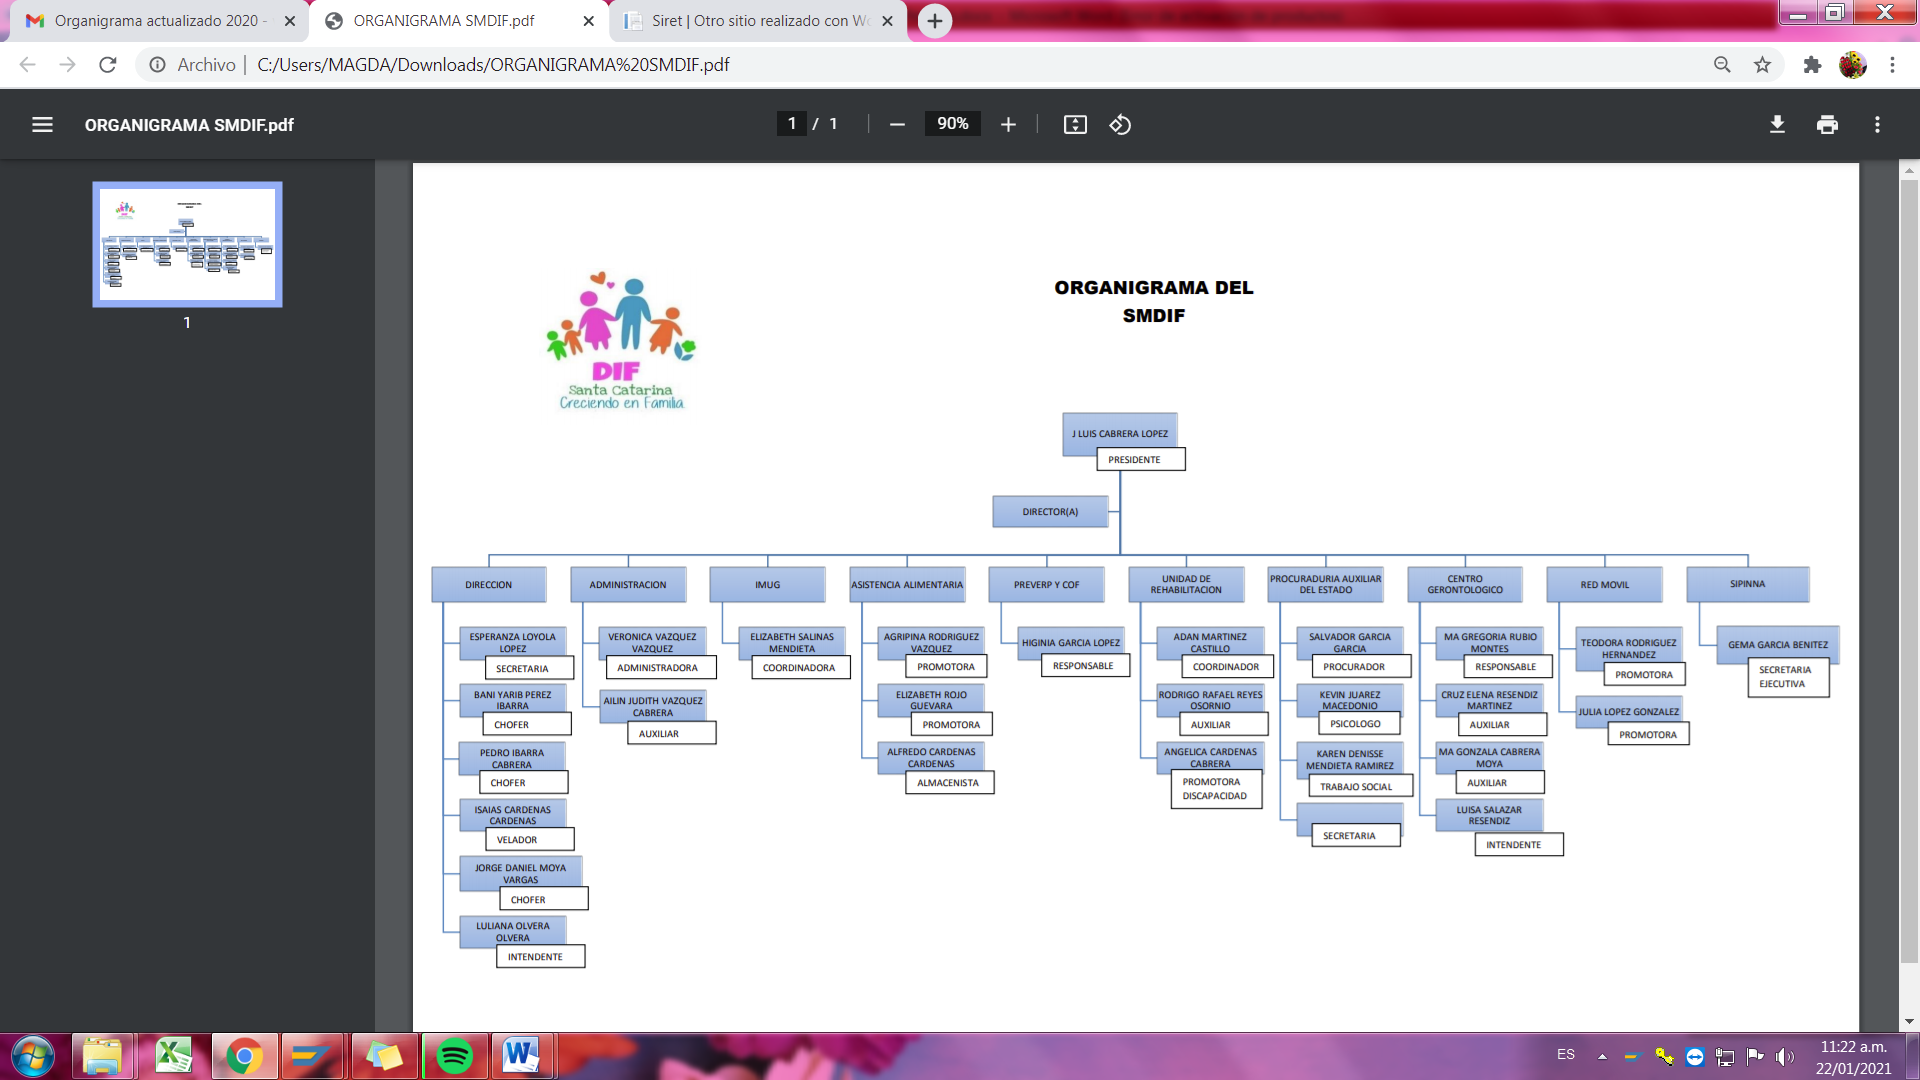 Organigrama actualizado 2020 -
ORGANIGRAMA SMDIF.pdf
Siret | Otro sitio realizado con Wo
Archivo
C:/Users/MAGDA/Downloads/ORGANIGRAMA%20SMDIF.pdf
ORGANIGRAMA SMDIF.pdf
1 / 1
90%
1
DIF
Santa Catarina
Creciendo en Familia
ORGANIGRAMA DEL
SMDIF
J LUIS CABRERA LOPEZ
PRESIDENTE
DIRECTOR(A)
DIRECCION
ESPERANZA LOYOLA
LOPEZ
SECRETARIA
BANI YARIB PEREZ
IBARRA
CHOFER
PEDRO IBARRA
CABRERA
CHOFER
ISAIAS CARDENAS
CARDENAS
VELADOR
JORGE DANIEL MOYA
VARGAS
CHOFER
LULIANA OLVERA
OLVERA
INTENDENTE
ADMINISTRACION
VERONICA VAZQUEZ
VAZQUEZ
ADMINISTRADORA
AILIN JUDITH VAZQUEZ
CABRERA
AUXILIAR
IMUG
ELIZABETH SALINAS
MENDIETA
COORDINADORA
ASISTENCIA ALIMENTARIA
AGRIPINA RODRIGUEZ
VAZQUEZ
PROMOTORA
ELIZABETH ROJO
GUEVARA
PROMOTORA
ALFREDO CARDENAS
CARDENAS
ALMACENISTA
PREVERP Y COF
HIGINIA GARCIA LOPEZ
RESPONSABLE
UNIDAD DE
REHABILITACION
ADAN MARTINEZ
CASTILLO
COORDINADOR
RODRIGO RAFAEL REYES
OSORNIO
AUXILIAR
ANGELICA CARDENAS
CABRERA
PROMOTORA
DISCAPACIDAD
PROCURADURIA AUXILIAR
DEL ESTADO
SALVADOR GARCIA
GARCIA
PROCURADOR
KEVIN JUAREZ
MACEDONIO
PSICOLOGO
KAREN DENISSE
MENDIETA RAMIREZ
TRABAJO SOCIAL
SECRETARIA
CENTRO
GERONTOLOGICO
MA GREGORIA RUBIO
MONTES
RESPONSABLE
CRUZ ELENA RESENDIZ
MARTINEZ
AUXILIAR
MA GONZALA CABRERA
MOYA
AUXILIAR
LUISA SALAZAR
RESENDIZ
INTENDENTE
RED MOVIL
TEODORA RODRIGUEZ
HERNANDEZ
PROMOTORA
JULIA LOPEZ GONZALEZ
PROMOTORA
SIPINNA
GEMA GARCIA BENITEZ
SECRETARIA
EJECUTIVA
ES
11:22 a.m.
22/01/2021